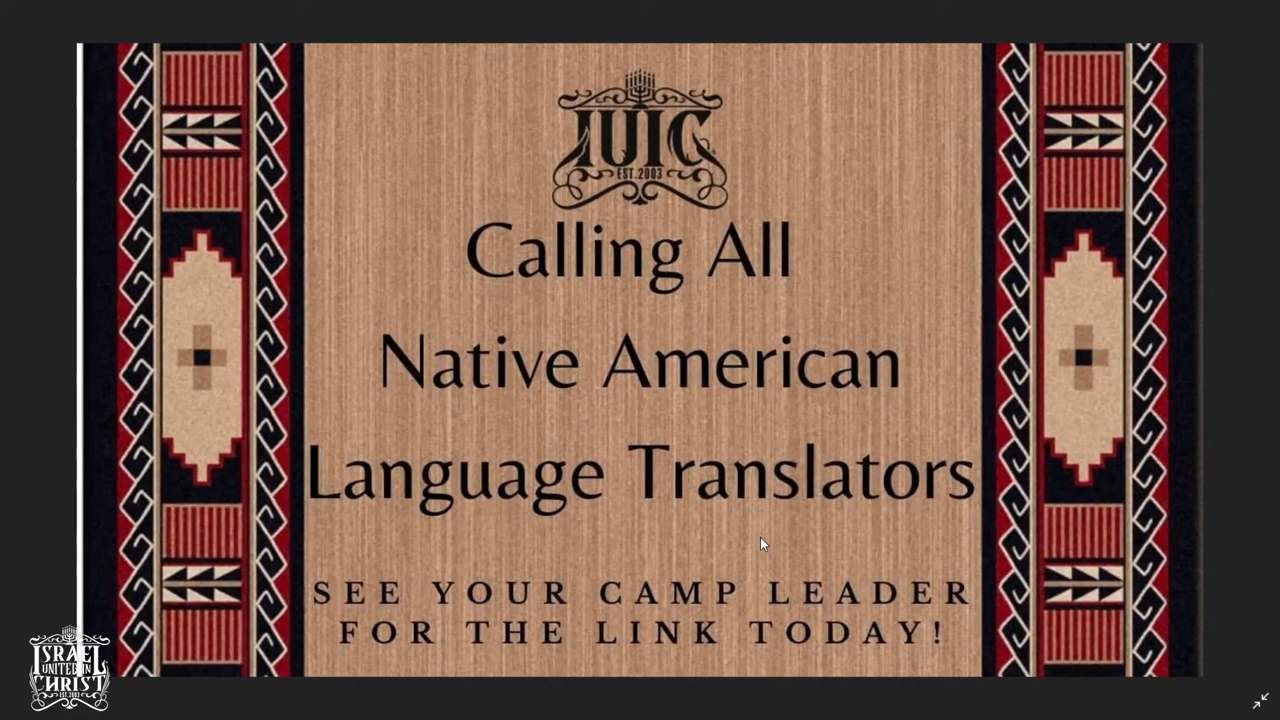 IUIC
EST.2003
Calling All
Native American
Language Translators
SEE YOUR CAMP LEADER
FOR THE LINK TODAY!
ISRAEL
UNITED IN
CHRIST
EST.2003